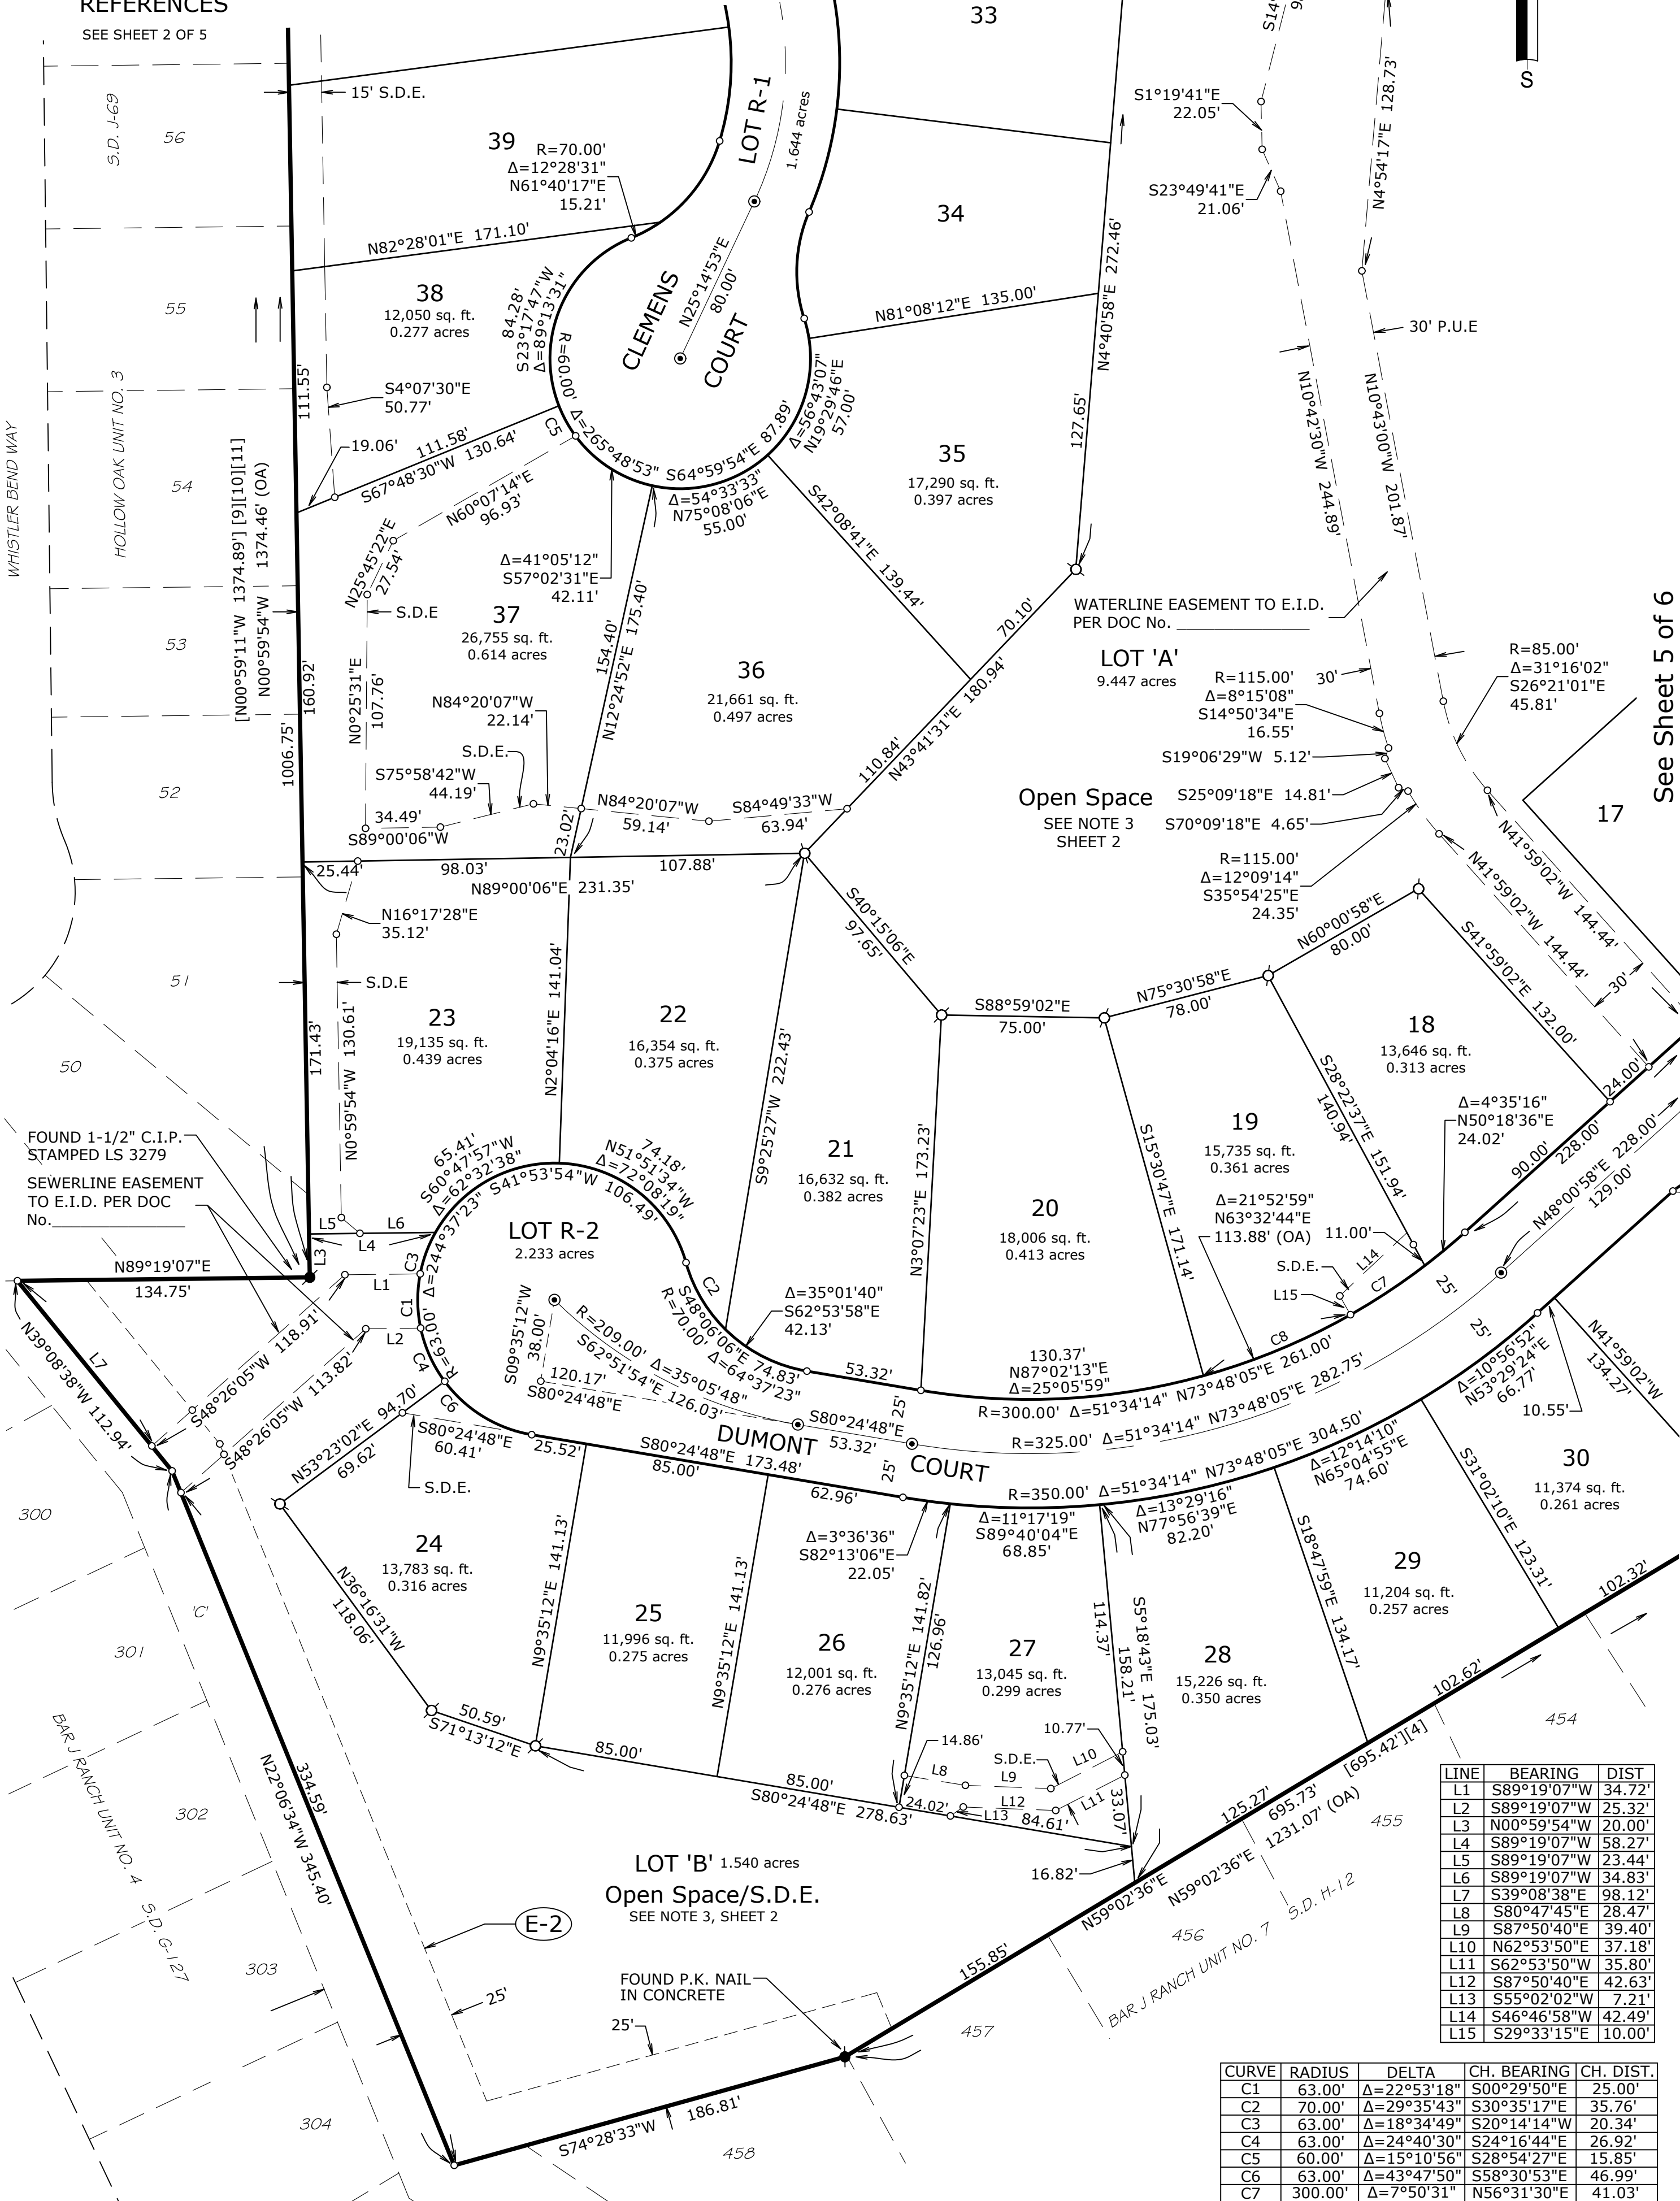 REFERENCES
SEE SHEET 2 OF 5
33
S
S.D. J-69
56
15' S.D.E.
39
R=70.00'
Δ=12°28'31"
N61°40'17"E
15.21'
LOT R-1
1.644 acres
S1°19'41"E
22.05'
S23°49'41"E
21.06'
N4°54'17"E 128.73'
34
N82°28'01"E 171.10'
55
38
12,050 sq. ft.
0.277 acres
84.28'
S23°17'47"W
Δ=89°13'31"
R=60.00' Δ=265°48'53" S64°59'54"E 87.89'
CLEMENS
COURT
N25°14'53"E
80.00'
N4°40'58"E 272.46'
N81°08'12"E 135.00'
30' P.U.E
S4°07'30"E
50.77'
111.55'
HOLLOW OAK UNIT NO. 3
WHISTLER BEND WAY
[N00°59'11"W 1374.89'] [9][10][11]
N00°59'54"W 1374.46' (OA)
54
19.06'
111.58'
S67°48'30"W 130.64'
C5
N60°07'14"E
96.93'
Δ=54°33'33"
N75°08'06"E
55.00'
Δ=56°43'07"
N19°29'46"E
57.00'
127.65'
35
17,290 sq. ft.
0.397 acres
N10°42'30"W 244.89'
N10°43'00"W 201.87'
N25°45'22"E
27.54'
S42°08'41"E 139.44'
Δ=41°05'12"
S57°02'31"E
42.11'
S.D.E
53
37
26,755 sq. ft.
0.614 acres
70.10'
WATERLINE EASEMENT TO E.I.D.
PER DOC No. ________________
154.40'
N12°24'52"E 175.40'
36
21,661 sq. ft.
0.497 acres
LOT 'A'
9.447 acres
R=85.00'
Δ=31°16'02"
S26°21'01"E
45.81'
See Sheet 5 of 6
R=115.00'
Δ=8°15'08"
S14°50'34"E
16.55'
30'
160.92'
N0°25'31"E
107.76'
N84°20'07"W
22.14'
S.D.E.
110.84'
N43°41'31"E 180.94'
S19°06'29"W 5.12'
1006.75'
S75°58'42"W
44.19'
52
N84°20'07"W
59.14'
S84°49'33"W
63.94'
Open Space
SEE NOTE 3
SHEET 2
S25°09'18"E 14.81'
S70°09'18"E 4.65'
17
34.49'
S89°00'06"W
23.02'
N41°59'02"W 144.44'
N41°59'02"W 144.44'
R=115.00'
Δ=12°09'14"
S35°54'25"E
24.35'
25.44'
98.03'
107.88'
N89°00'06"E 231.35'
S40°15'06"E
97.65'
N60°00'58"E
80.00'
N16°17'28"E
35.12'
S41°59'02"E 132.00'
51
S.D.E
30'
N75°30'58"E
78.00'
S88°59'02"E
75.00'
N2°04'16"E 141.04'
23
19,135 sq. ft.
0.439 acres
22
16,354 sq. ft.
0.375 acres
18
13,646 sq. ft.
0.313 acres
171.43'
N0°59'54"W 130.61'
50
S9°25'27"W 222.43'
N3°07'23"E 173.23'
S28°22'37"E 151.94'
140.94'
24.00'
Δ=4°35'16"
N50°18'36"E
24.02'
FOUND 1-1/2" C.I.P.
STAMPED LS 3279
SEWERLINE EASEMENT
TO E.I.D. PER DOC
No.________________
65.41'
S60°47'57"W
Δ=62°32'38"
74.18'
N51°51'34"W
Δ=72°08'19"
21
16,632 sq. ft.
0.382 acres
S15°30'47"E 171.14'
19
15,735 sq. ft.
0.361 acres
90.00'
228.00'
N48°00'58"E 228.00'
129.00'
R=63.00' Δ=244°37'23" S41°53'54"W 106.49'
LOT R-2
2.233 acres
20
18,006 sq. ft.
0.413 acres
Δ=21°52'59"
N63°32'44"E
113.88' (OA)
11.00'
L5
L6
L4
L3
C3
L1
C1
L2
C4
C6
C2
N89°19'07"E
134.75'
S.D.E.
L14
L15
C7
C8
25'
Δ=35°01'40"
S62°53'58"E
42.13'
S09°35'12"W
38.00'
R=209.00' Δ=35°05'48"
S62°51'54"E 126.03'
S48°06'06"E 74.83'
R=70.00' Δ=64°37'23"
L7
N39°08'38"W 112.94'
S48°26'05"W 118.91'
S48°26'05"W 113.82'
130.37'
N87°02'13"E
Δ=25°05'59"
53.32'
R=300.00' Δ=51°34'14" N73°48'05"E 261.00'
120.17'
S80°24'48"E
25'
Δ=10°56'52"
N53°29'24"E
66.77'
N41°59'02"W
134.27'
10.55'
N53°23'02"E 94.70'
69.62'
S80°24'48"E
60.41'
S.D.E.
25.52'
S80°24'48"E
53.32'
25'
25'
DUMONT
COURT
R=325.00' Δ=51°34'14" N73°48'05"E 282.75'
S80°24'48"E 173.48'
85.00'
62.96'
R=350.00' Δ=51°34'14" N73°48'05"E 304.50'
Δ=12°14'10"
N65°04'55"E
74.60'
30
11,374 sq. ft.
0.261 acres
300
24
13,783 sq. ft.
0.316 acres
Δ=3°36'36"
S82°13'06"E
22.05'
Δ=11°17'19"
S89°40'04"E
68.85'
Δ=13°29'16"
N77°56'39"E
82.20'
S31°02'10"E 123.31'
N36°16'31"W
118.06'
N9°35'12"E 141.13'
N9°35'12"E 141.13'
N9°35'12"E 141.82'
126.96'
S5°18'43"E 175.03'
114.37'
158.21'
S18°47'59"E 134.17'
29
11,204 sq. ft.
0.257 acres
102.32'
'C'
25
11,996 sq. ft.
0.275 acres
26
12,001 sq. ft.
0.276 acres
27
13,045 sq. ft.
0.299 acres
28
15,226 sq. ft.
0.350 acres
301
102.62'
50.59'
S71°13'12"E
85.00'
14.86'
10.77'
S.D.E.
L10
454
BAR J RANCH UNIT NO. 4 S.D. G-127
334.59'
N22°06'34"W 345.40'
85.00'
S80°24'48"E 278.63'
L8
L9
L12
L11
L13
24.02'
84.61'
33.07'
[695.42'][4]
125.27'
695.73'
1231.07' (OA)
302
455
LOT 'B' 1.540 acres
Open Space/S.D.E.
SEE NOTE 3, SHEET 2
16.82'
N59°02'36"E
N59°02'36"E
E-2
303
456
S.D. H-12
BAR J RANCH UNIT NO. 7
FOUND P.K. NAIL
IN CONCRETE
155.85'
25'
25'
457
304
S74°28'33"W 186.81'
458
LINE BEARING DIST
L1 S89°19'07"W 34.72'
L2 S89°19'07"W 25.32'
L3 N00°59'54"W 20.00'
L4 S89°19'07"W 58.27'
L5 S89°19'07"W 23.44'
L6 S89°19'07"W 34.83'
L7 S39°08'38"E 98.12'
L8 S80°47'45"E 28.47'
L9 S87°50'40"E 39.40'
L10 N62°53'50"E 37.18'
L11 S62°53'50"W 35.80'
L12 S87°50'40"E 42.63'
L13 S55°02'02"W 7.21'
L14 S46°46'58"W 42.49'
L15 S29°33'15"E 10.00'
CURVE RADIUS DELTA CH. BEARING CH. DIST.
C1 63.00' Δ=22°53'18" S00°29'50"E 25.00'
C2 70.00' Δ=29°35'43" S30°35'17"E 35.76'
C3 63.00' Δ=18°34'49" S20°14'14"W 20.34'
C4 63.00' Δ=24°40'30" S24°16'44"E 26.92'
C5 60.00' Δ=15°10'56" S28°54'27"E 15.85'
C6 63.00' Δ=43°47'50" S58°30'53"E 46.99'
C7 300.00' Δ=7°50'31" N56°31'30"E 41.03'